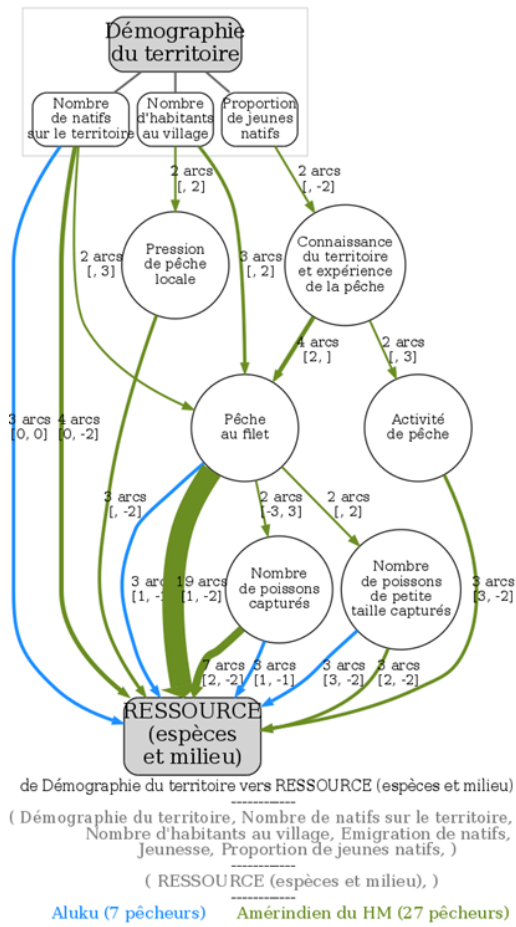 Démographie
du territoire
Nombre
de natifs
sur le territoire
Nombre
d'habitants
au village
Proportion
de jeunes
natifs
2 arcs
[, 2]
2 arcs
[, -2]
Pression
de pêche
locale
Connaissance
du territoire
et expérience
de la pêche
2 arcs
[, 3]
3 arcs
[, 2]
4 arcs
[2, ]
2 arcs
[, 3]
Pêche
au filet
Activité
de pêche
3 arcs
[0, 0]
4 arcs
[0, -2]
3 arcs
[, -2]
2 arcs
[-3, 3]
2 arcs
[, 2]
Nombre
de poissons
capturés
Nombre
de poissons
de petite
taille capturés
3 arc
[1, -
19 arcs
[1, -2]
3 arcs
[3, -2]
7 arcs
[2, -2]
3 arcs
[1, -1]
3 arcs
[3, -2]
3 arcs
[2, -2]
RESSOURCE
(espèces
et milieu)
de Démographie du territoire vers RESSOURCE (espèces et milieu)
------------
( Démographie du territoire, Nombre de natifs sur le territoire,
Nombre d'habitants au village, Emigration de natifs,
Jeunesse, Proportion de jeunes natifs, )
------------
( RESSOURCE (espèces et milieu), )
------------
Aluku (7 pêcheurs) Amérindien du HM (27 pêcheurs)